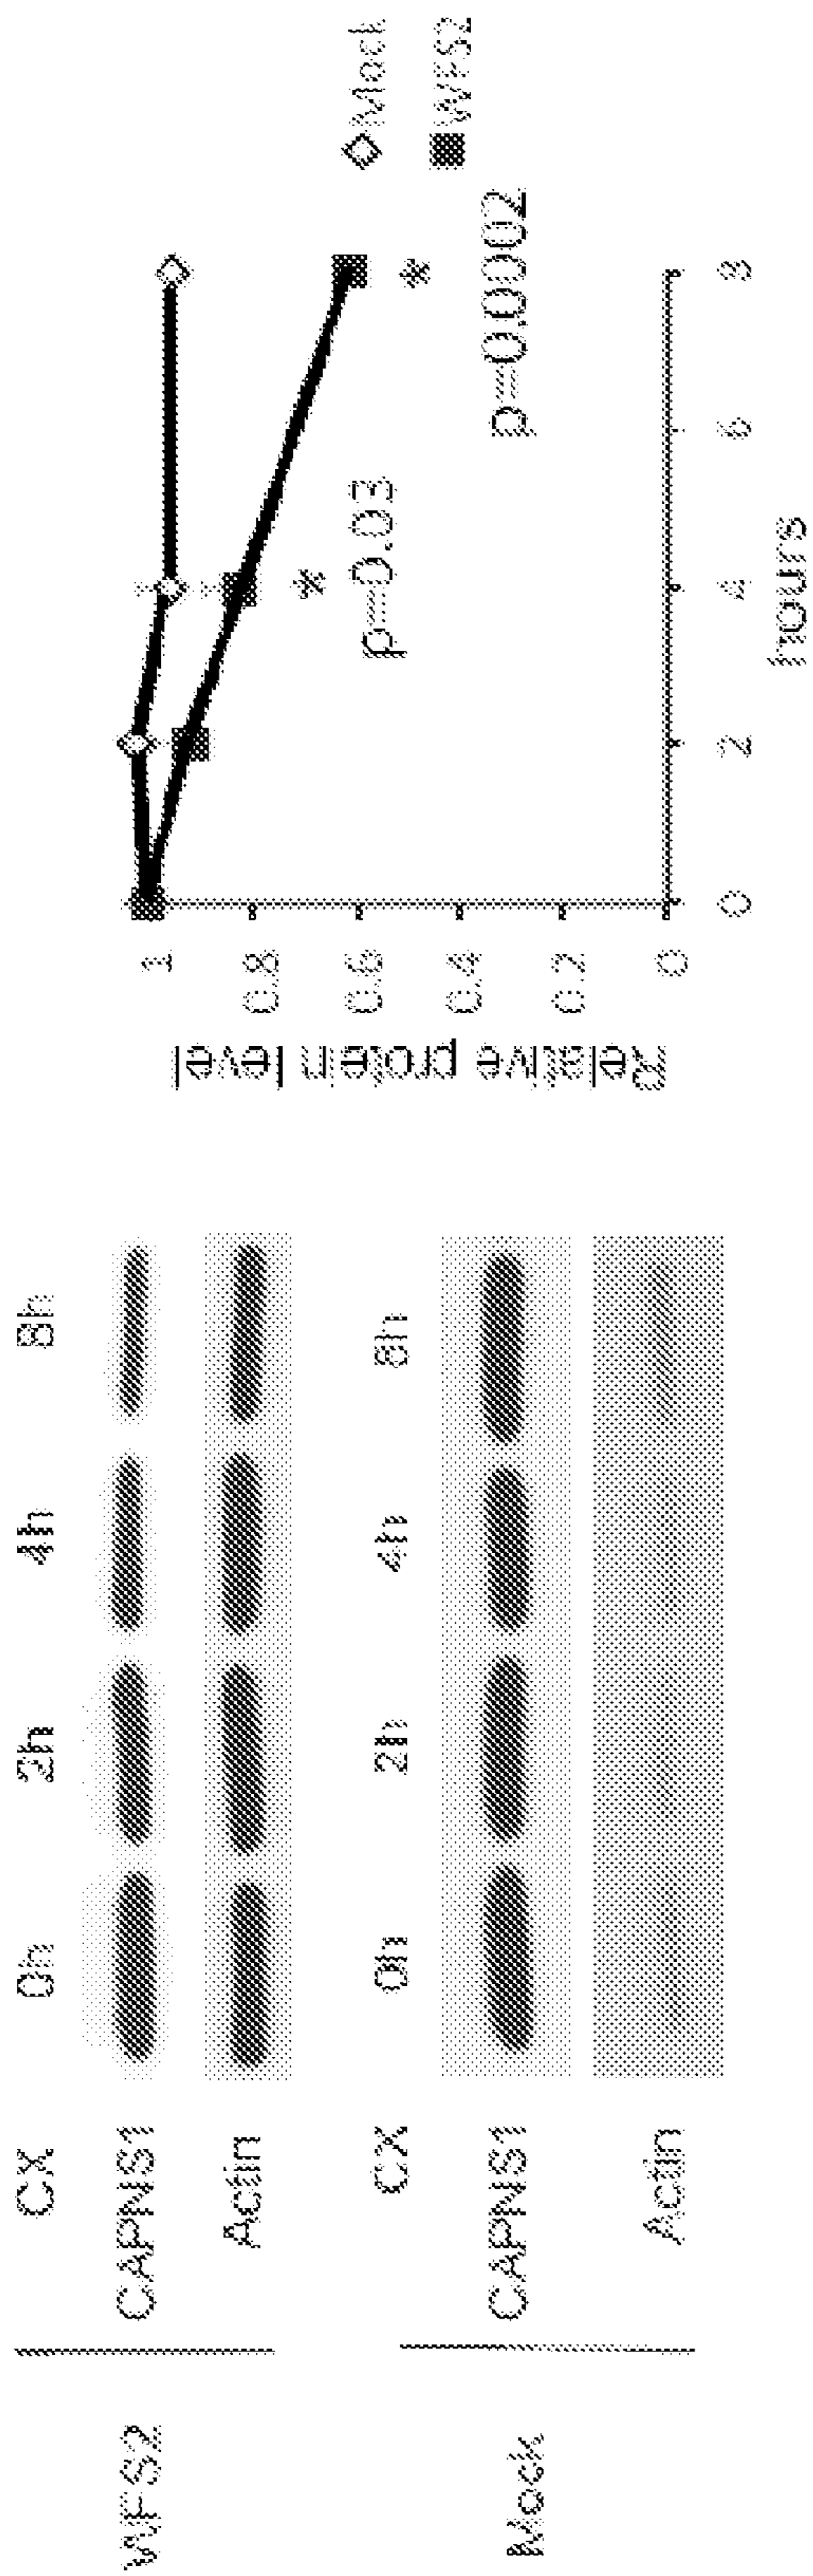 WFS2
CX 0h 2h 4h 8h
CAPNS1
Actin
Mock
CX 0h 2h 4h 8h
CAPNS1
Actin
Relative protein level
1
0.8
0.6
0.4
0.2
0
0 2 4 6 8
hours
*
p=0.03
*
p=0.0002
Mock
WFS2